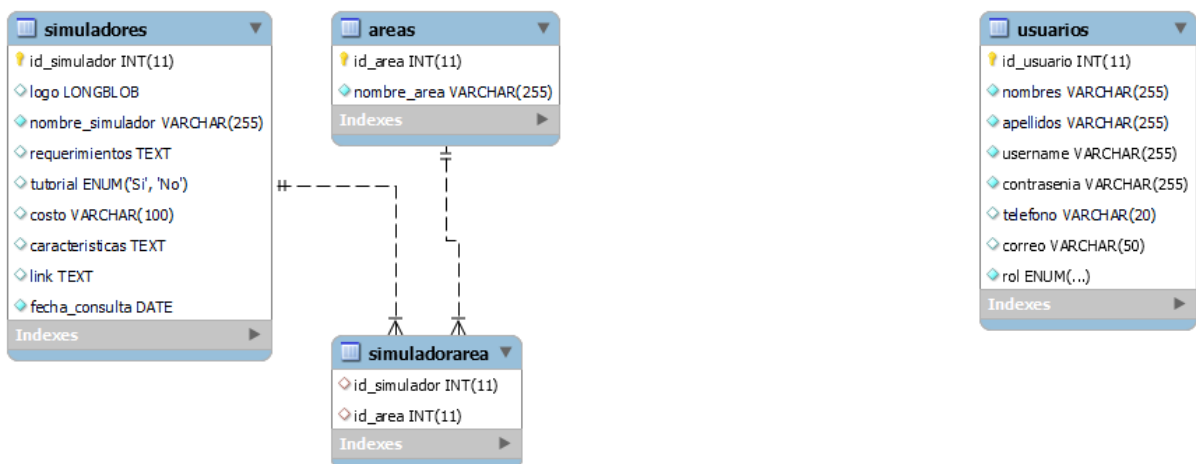 simuladores
id_simulador INT(11)
logo LONGBLOB
nombre_simulador VARCHAR(255)
requerimientos TEXT
tutorial ENUM('Si', 'No')
costo VARCHAR(100)
caracteristicas TEXT
link TEXT
fecha_consulta DATE
Indexes
areas
id_area INT(11)
nombre_area VARCHAR(255)
Indexes
simuladorarea
id_simulador INT(11)
id_area INT(11)
Indexes
usuarios
id_usuario INT(11)
nombres VARCHAR(255)
apellidos VARCHAR(255)
username VARCHAR(255)
contrasenia VARCHAR(255)
telefono VARCHAR(20)
correo VARCHAR(50)
rol ENUM(...)
Indexes